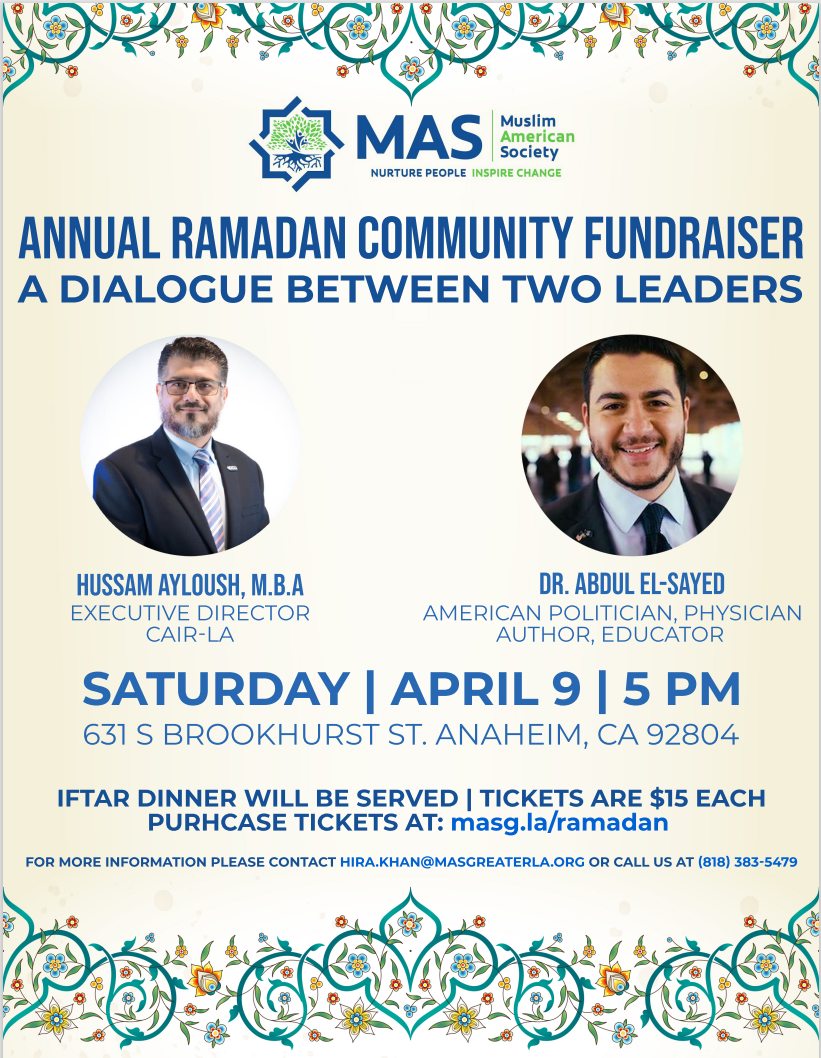 MAS
Muslim
American
Society
NURTURE PEOPLE INSPIRE CHANGE
ANNUAL RAMADAN COMMUNITY FUNDRAISER
A DIALOGUE BETWEEN TWO LEADERS
HUSSAM AYLOUSH, M.B.A
EXECUTIVE DIRECTOR
CAIR-LA
DR. ABDUL EL-SAYED
AMERICAN POLITICIAN, PHYSICIAN
AUTHOR, EDUCATOR
SATURDAY | APRIL 9 | 5 PM
631 S BROOKHURST ST. ANAHEIM, CA 92804
IFTAR DINNER WILL BE SERVED | TICKETS ARE $15 EACH
PURHCASE TICKETS AT: masg.la/ramadan
FOR MORE INFORMATION PLEASE CONTACT HIRA.KHAN@MASGREATERLA.ORG OR CALL US AT (818) 383-5479